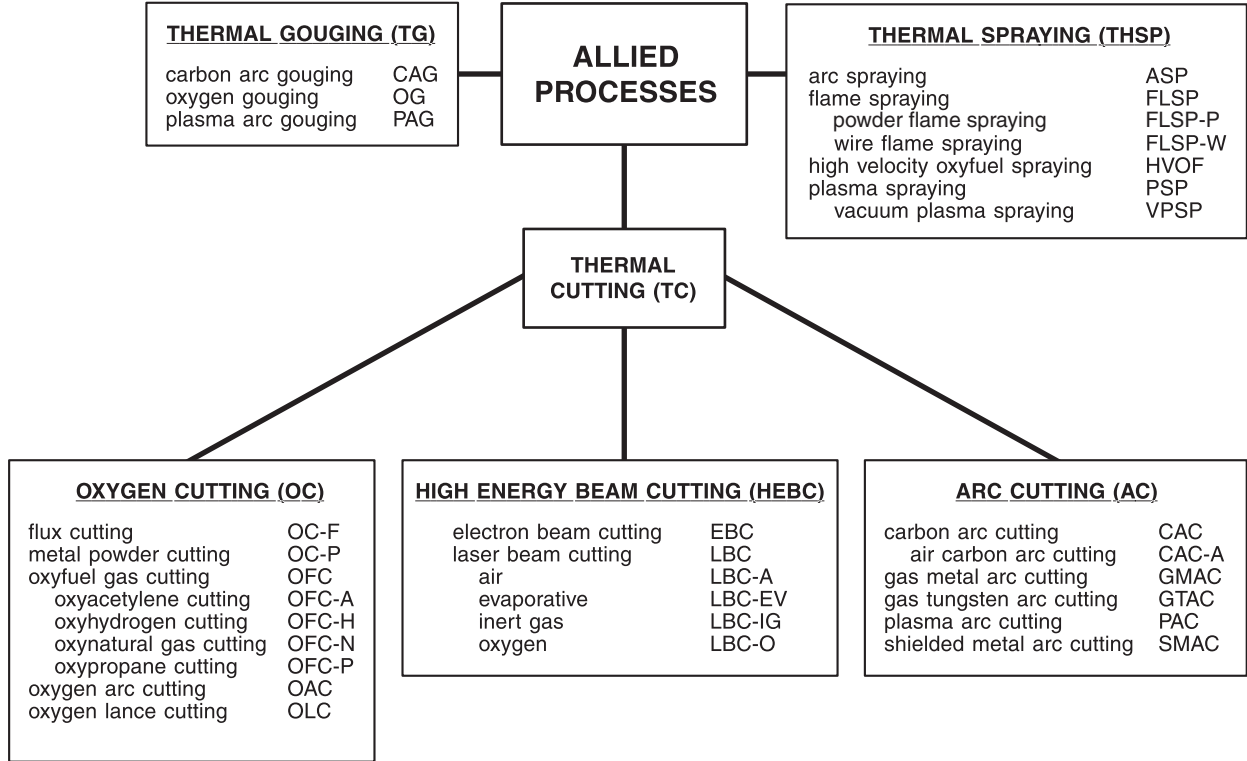 THERMAL GOUGING (TG)
carbon arc gouging CAG
oxygen gouging OG
plasma arc gouging PAG
ALLIED
PROCESSES
THERMAL SPRAYING (THSP)
arc spraying ASP
flame spraying FLSP
powder flame spraying FLSP-P
wire flame spraying FLSP-W
high velocity oxyfuel spraying HVOF
plasma spraying PSP
vacuum plasma spraying VPSP
THERMAL
CUTTING (TC)
OXYGEN CUTTING (OC)
flux cutting OC-F
metal powder cutting OC-P
oxyfuel gas cutting OFC
oxyacetylene cutting OFC-A
oxyhydrogen cutting OFC-H
oxynatural gas cutting OFC-N
oxypropane cutting OFC-P
oxygen arc cutting OAC
oxygen lance cutting OLC
HIGH ENERGY BEAM CUTTING (HEBC)
electron beam cutting EBC
laser beam cutting LBC
air LBC-A
evaporative LBC-EV
inert gas LBC-IG
oxygen LBC-O
ARC CUTTING (AC)
carbon arc cutting CAC
air carbon arc cutting CAC-A
gas metal arc cutting GMAC
gas tungsten arc cutting GTAC
plasma arc cutting PAC
shielded metal arc cutting SMAC